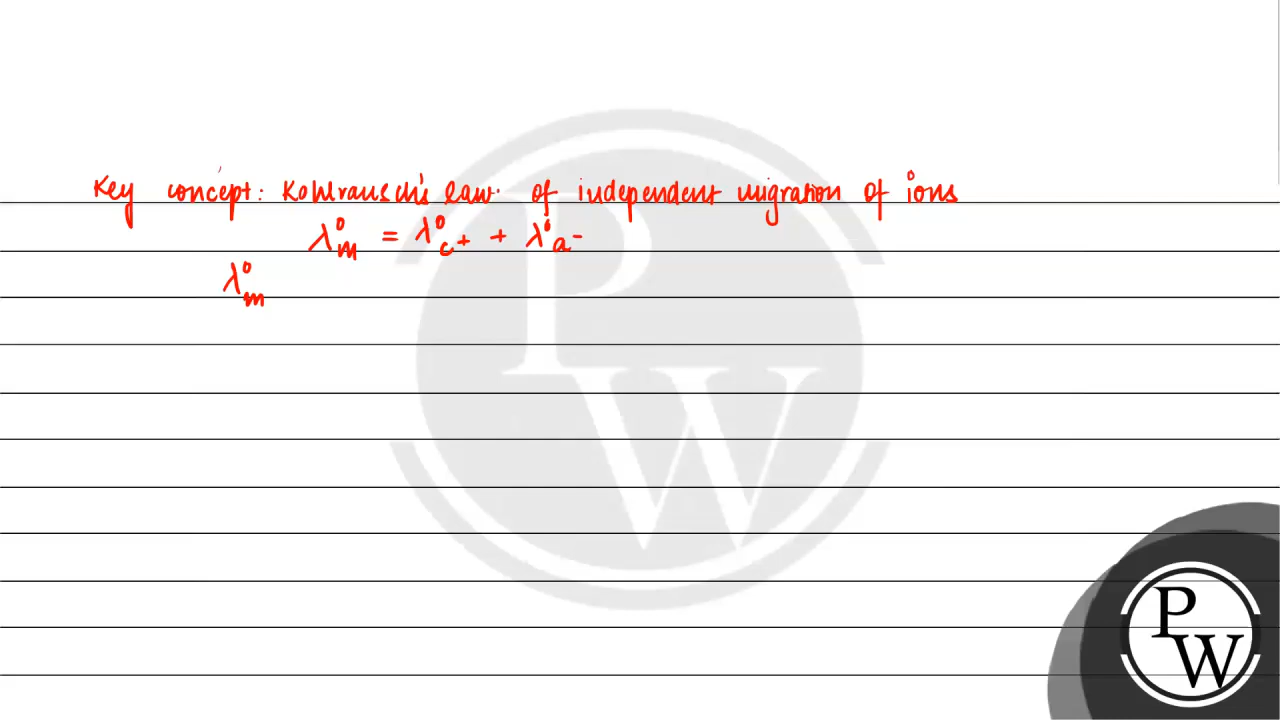 Key concept: Kohlrausch's law. of independent migration of ions
λ°m = λ°c+ + λ°a-
λ°m
P
W
P
W